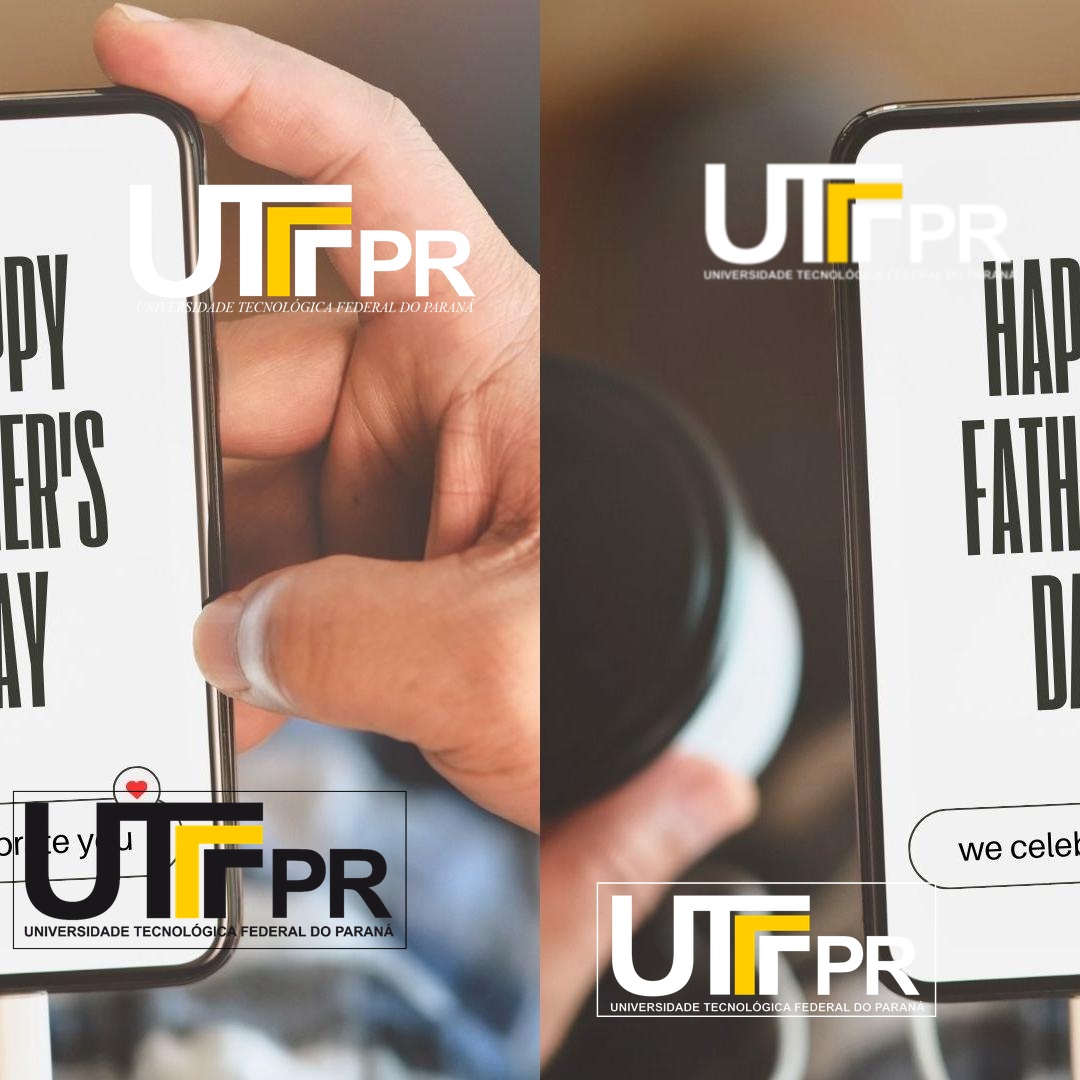 PPY
ER'S
AY
UTFPR
UNIVERSIDADE TECNOLÓGICA FEDERAL DO PARANÁ
you
UTFPR
UNIVERSIDADE TECNOLÓGICA FEDERAL DO PARANÁ
UTFPR
UNIVERSIDADE TECNOLÓGICA FEDERAL DO PARANÁ
HAP
FATH
DA
we celeb
UTFPR
UNIVERSIDADE TECNOLÓGICA FEDERAL DO PARANÁ